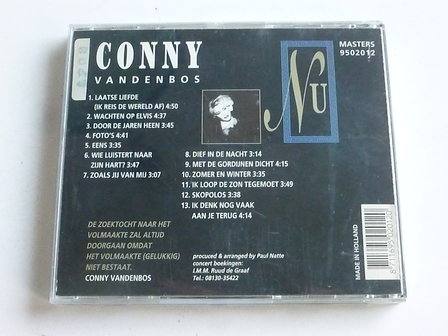 CONNY
VANDENBOS
NU
MASTERS
9502012
1. LAATSE LIEFDE
(IK REIS DE WERELD AF) 4:50
2. WACHTEN OP ELVIS 4:37
3. DOOR DE JAREN HEEN 3:45
4. FOTO'S 4:41
5. EENS 3:35
6. WIE LUISTERT NAAR
ZIJN HART? 3:47
7. ZOALS JIJ VAN MIJ 3:07
8. DIEF IN DE NACHT 3:14
9. MET DE GORDIJNEN DICHT 4:15
10. ZOMER EN WINTER 3:35
11. IK LOOP DE ZON TEGEMOET 3:49
12. SKOPOLOS 3:38
13. IK DENK NOG VAAK
AAN JE TERUG 4:14
DE ZOEKTOCHT NAAR HET
VOLMAAKTE ZAL ALTIJD
DOORGAAN OMDAT
HET VOLMAAKTE (GELUKKIG)
NIET BESTAAT.
CONNY VANDENBOS
procuced & arranged by Paul Natte
concert boekingen:
I.M.M. Ruud de Graaf
Tel.: 08130-35422
MADE IN HOLLAND